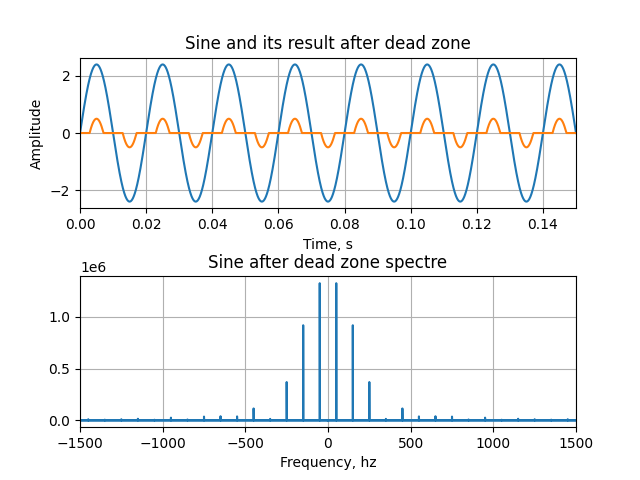 Sine and its result after dead zone
2
0
−2
Amplitude
0.00 0.02 0.04 0.06 0.08 0.10 0.12 0.14
Time, s
Sine after dead zone spectre
1e6
1.0
0.5
0.0
−1500 −1000 −500 0 500 1000 1500
Frequency, hz